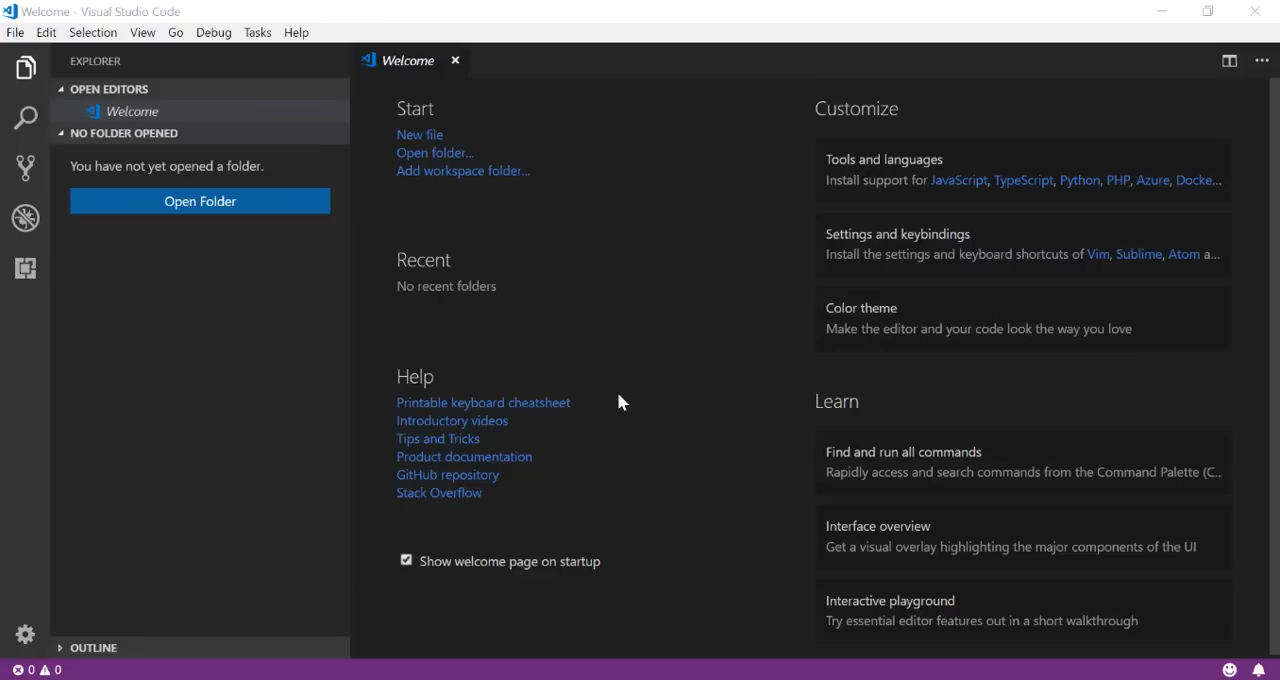 Welcome - Visual Studio Code
File Edit Selection View Go Debug Tasks Help
EXPLORER
OPEN EDITORS
Welcome
NO FOLDER OPENED
You have not yet opened a folder.
Open Folder
OUTLINE
Welcome
Start
New file
Open folder...
Add workspace folder...
Recent
No recent folders
Help
Printable keyboard cheatsheet
Introductory videos
Tips and Tricks
Product documentation
GitHub repository
Stack Overflow
Show welcome page on startup
Customize
Tools and languages
Install support for JavaScript, TypeScript, Python, PHP, Azure, Docke...
Settings and keybindings
Install the settings and keyboard shortcuts of Vim, Sublime, Atom a...
Color theme
Make the editor and your code look the way you love
Learn
Find and run all commands
Rapidly access and search commands from the Command Palette (C...
Interface overview
Get a visual overlay highlighting the major components of the UI
Interactive playground
Try essential editor features out in a short walkthrough
0 0